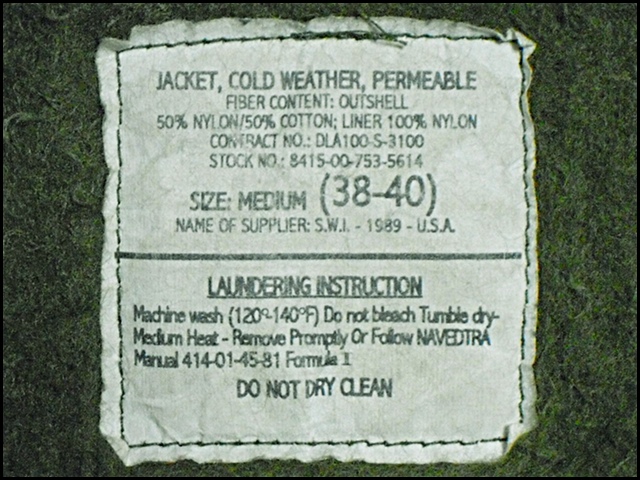 JACKET, COLD WEATHER, PERMEABLE
FIBER CONTENT: OUTSHELL
50% NYLON/50% COTTON; LINER 100% NYLON
CONTRACT NO.: DLA100-S-3100
STOCK NO.: 8415-00-753-5614
SIZE: MEDIUM (38-40)
NAME OF SUPPLIER: S.W.I. - 1989 - U.S.A.
LAUNDERING INSTRUCTION
Machine wash (120°-140°F) Do not bleach Tumble dry-
Medium Heat - Remove Promptly Or Follow NAVEDTRA
Manual 414-01-45-81 Formula II
DO NOT DRY CLEAN